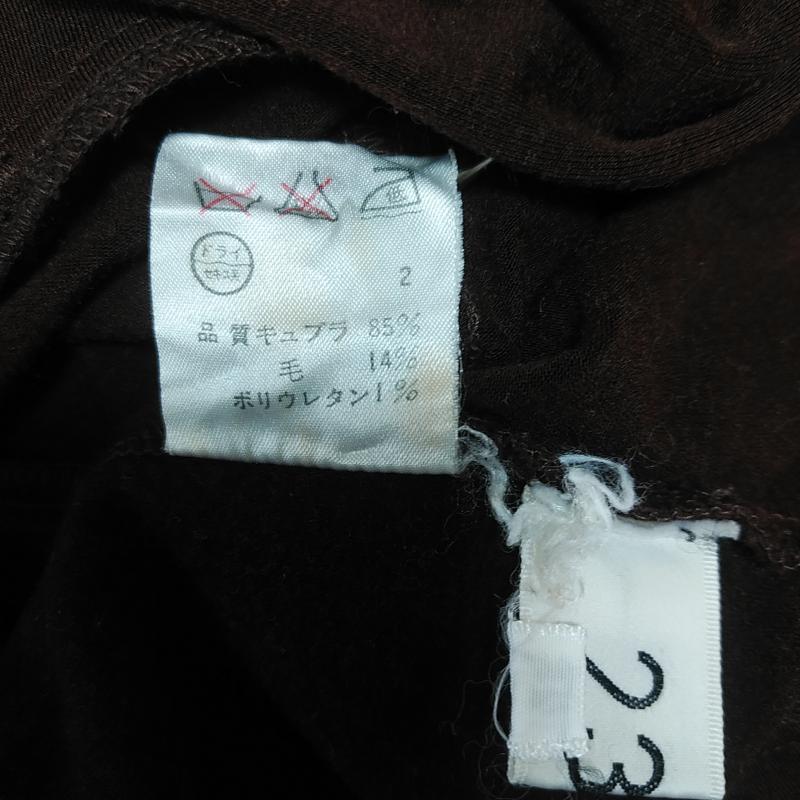 低
ドライ
セキユ系
2
品質キュプラ 85%
毛 14%
ポリウレタン 1%
23